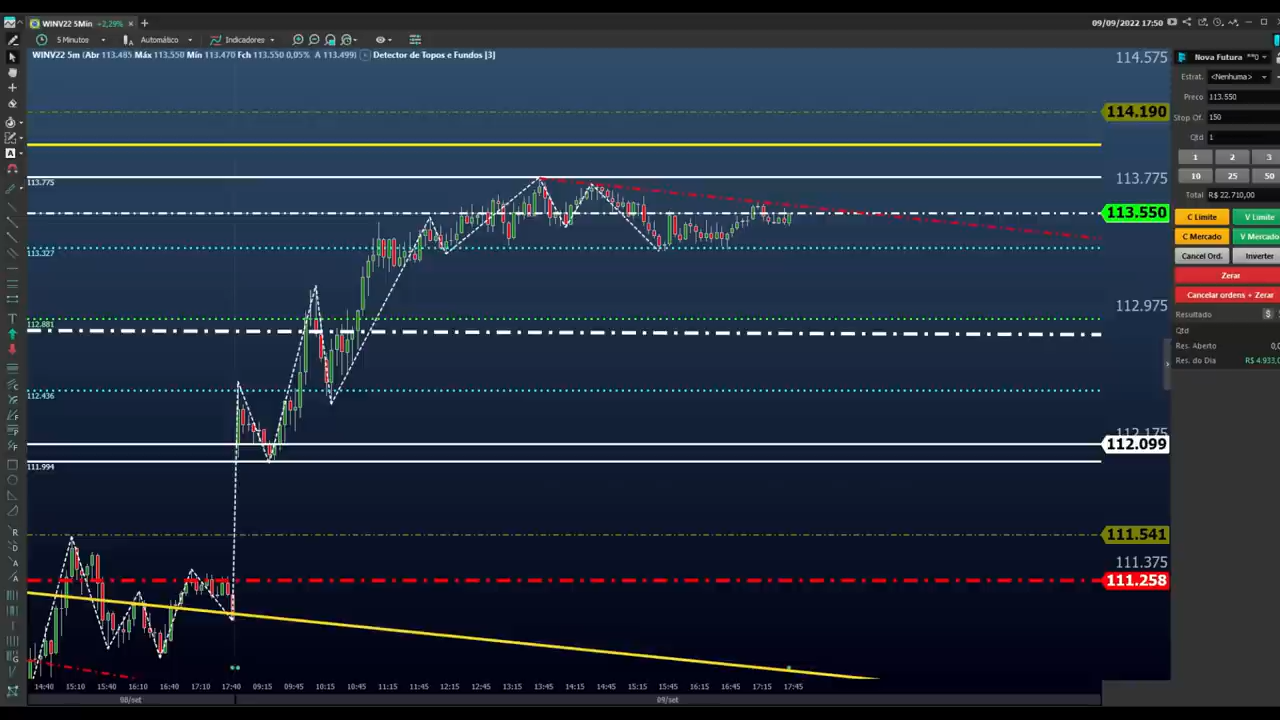 WINV22 5Min +2,29%
09/09/2022 17:50
5 Minutos
Automático
Indicadores
WINV22 5m (Abr 113.485 Máx 113.550 Mín 113.470 Fch 113.550 0,05% A 113.499) Detector de Topos e Fundos [3]
114.575
114.190
113.775
113.775
113.550
113.327
112.975
112.881
112.436
112.175
112.099
111.994
111.541
111.375
111.258
14:40 15:10 15:40 16:10 16:40 17:10 17:40 09:15 09:45 10:15 10:45 11:15 11:45 12:15 12:45 13:15 13:45 14:15 14:45 15:15 15:45 16:15 16:45 17:15 17:45
08/set 09/set
Nova Futura
Estrat. <Nenhuma>
Preco 113.550
Stop Of. 150
Qtd 1
1 2 3
10 25 50
Total R$ 22.710,00
C Limite V Limite
C Mercado V Mercado
Cancel Ord. Inverter
Zerar
Cancelar ordens + Zerar
Resultado $
Qtd
Res. Aberto 0,0
Res. do Dia R$ 4.933,0